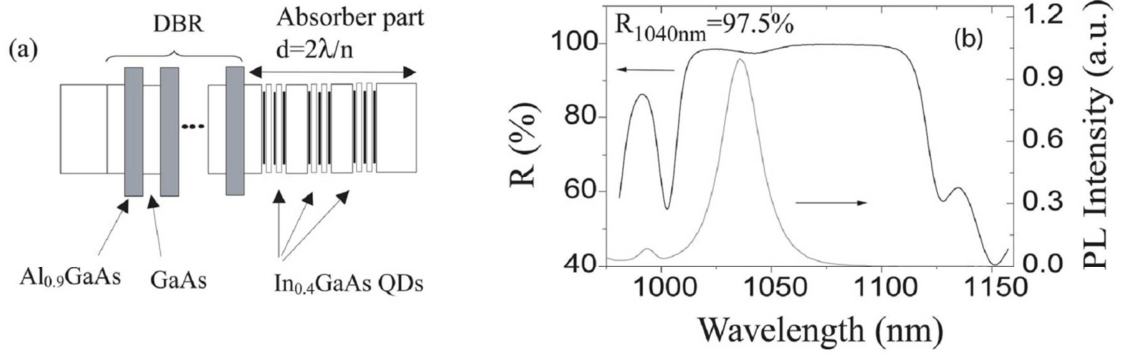 (a)
DBR
Absorber part
d=2λ/n
Al₀.₉GaAs
GaAs
In₀.₄GaAs QDs
(b)
R₁₀₄₀ₙₘ=97.5%
R (%)
100
80
60
40
1000
1050
1100
1150
Wavelength (nm)
1.2
0.9
0.6
0.3
0.0
PL Intensity (a.u.)